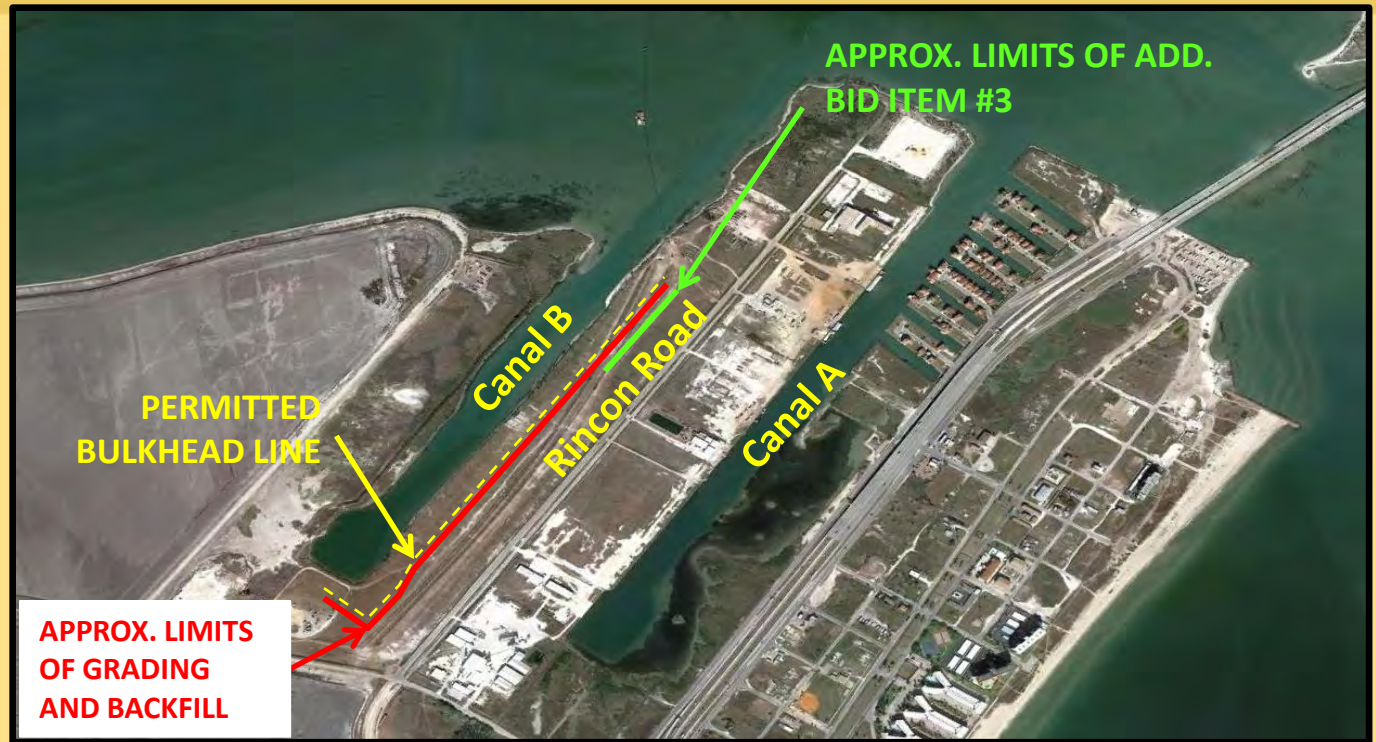 APPROX. LIMITS OF ADD.
BID ITEM #3
Canal B
Rincon Road
Canal A
PERMITTED
BULKHEAD LINE
APPROX. LIMITS
OF GRADING
AND BACKFILL